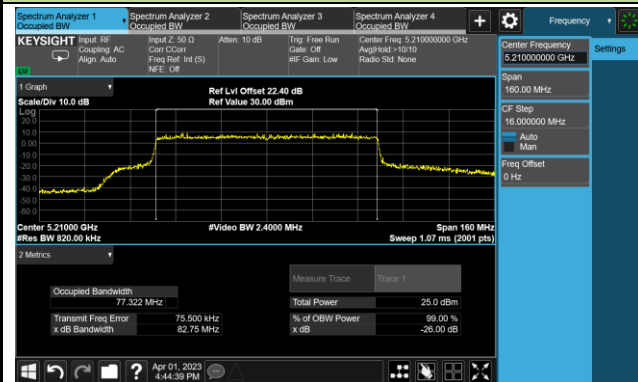 Spectrum Analyzer 1
Occupied BW
Spectrum Analyzer 2
Occupied BW
Spectrum Analyzer 3
Occupied BW
Spectrum Analyzer 4
Occupied BW
+
Frequency
KEYSIGHT
Input: RF
Coupling: AC
Align: Auto
Input Z: 50 Ω
Corr CCorr
Freq Ref: Int (S)
NFE: Off
Atten: 10 dB
Trig: Free Run
Gate: Off
#IF Gain: Low
Center Freq: 5.210000000 GHz
Avg|Hold:>10/10
Radio Std: None
LXI
Center Frequency
5.210000000 GHz
Settings
Span
160.00 MHz
CF Step
16.000000 MHz
Auto
Man
Freq Offset
0 Hz
1 Graph
Scale/Div 10.0 dB
Ref Lvl Offset 22.40 dB
Ref Value 30.00 dBm
Log
20.0
10.0
0.00
-10.0
-20.0
-30.0
-40.0
-50.0
-60.0
Center 5.21000 GHz
#Res BW 820.00 kHz
#Video BW 2.4000 MHz
Span 160 MHz
Sweep 1.07 ms (2001 pts)
2 Metrics
Measure Trace
Trace 1
Occupied Bandwidth
77.322 MHz
Total Power
25.0 dBm
Transmit Freq Error
75.500 kHz
% of OBW Power
99.00 %
x dB Bandwidth
82.75 MHz
x dB
-26.00 dB
?
Apr 01, 2023
4:44:39 PM